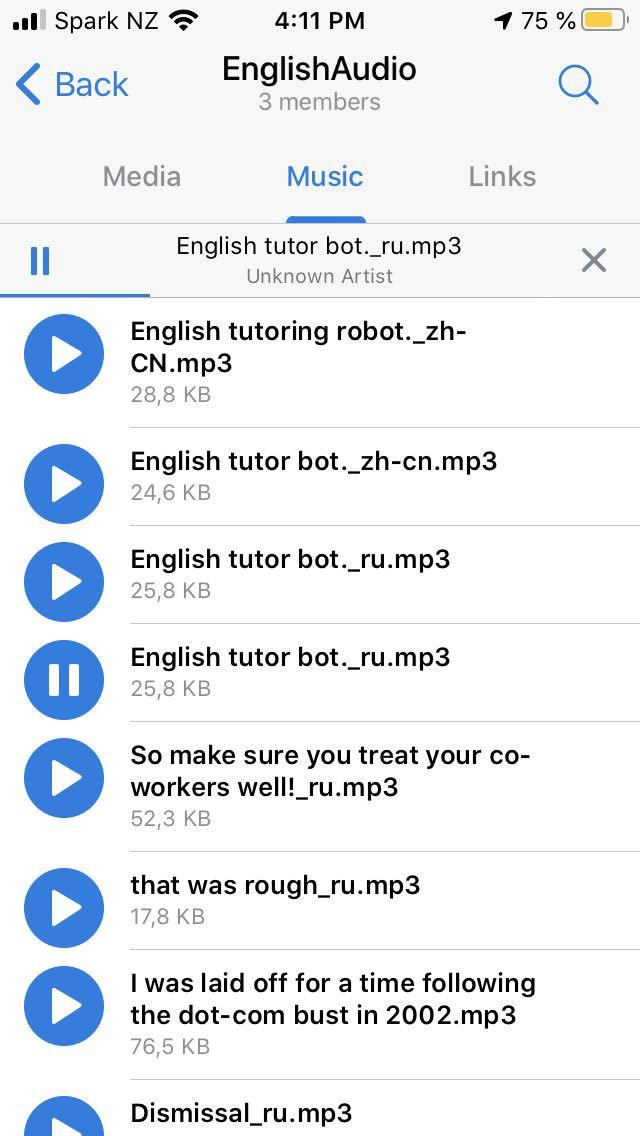 Spark NZ 4:11 PM 75 %
Back EnglishAudio
3 members
Media Music Links
English tutor bot._ru.mp3
Unknown Artist
English tutoring robot._zh-
CN.mp3
28,8 KB
English tutor bot._zh-cn.mp3
24,6 KB
English tutor bot._ru.mp3
25,8 KB
English tutor bot._ru.mp3
25,8 KB
So make sure you treat your co-
workers well!_ru.mp3
52,3 KB
that was rough_ru.mp3
17,8 KB
I was laid off for a time following
the dot-com bust in 2002.mp3
76,5 KB
Dismissal_ru.mp3